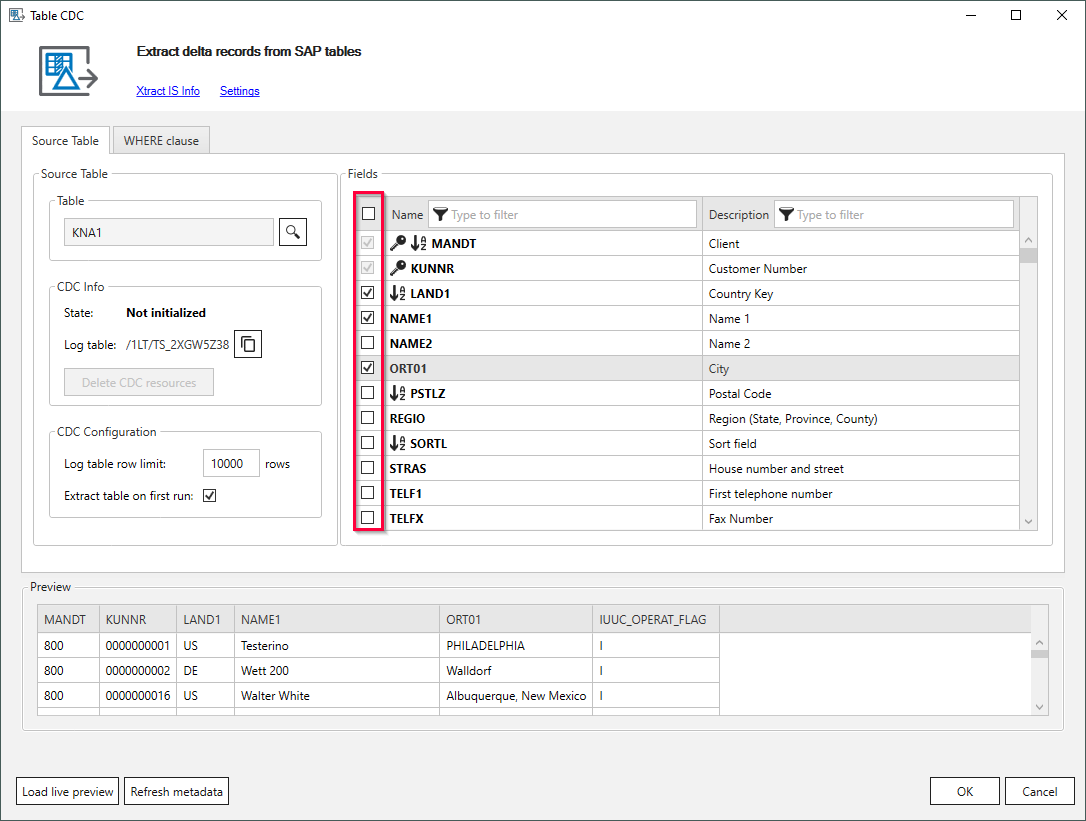 Table CDC
Extract delta records from SAP tables
Xtract IS Info Settings
Source Table WHERE clause
Source Table
Table
KNA1
CDC Info
State: Not initialized
Log table: /1LT/TS_2XGW5Z38
Delete CDC resources
CDC Configuration
Log table row limit: 10000 rows
Extract table on first run:
Fields
Name Type to filter Description Type to filter
MANDT Client
KUNNR Customer Number
LAND1 Country Key
NAME1 Name 1
NAME2 Name 2
ORT01 City
PSTLZ Postal Code
REGIO Region (State, Province, County)
SORTL Sort field
STRAS House number and street
TELF1 First telephone number
TELFX Fax Number
Preview
MANDT KUNNR LAND1 NAME1 ORT01 IUUC_OPERAT_FLAG
800 0000000001 US Testerino PHILADELPHIA I
800 0000000002 DE Wett 200 Walldorf I
800 0000000016 US Walter White Albuquerque, New Mexico I
Load live preview Refresh metadata OK Cancel